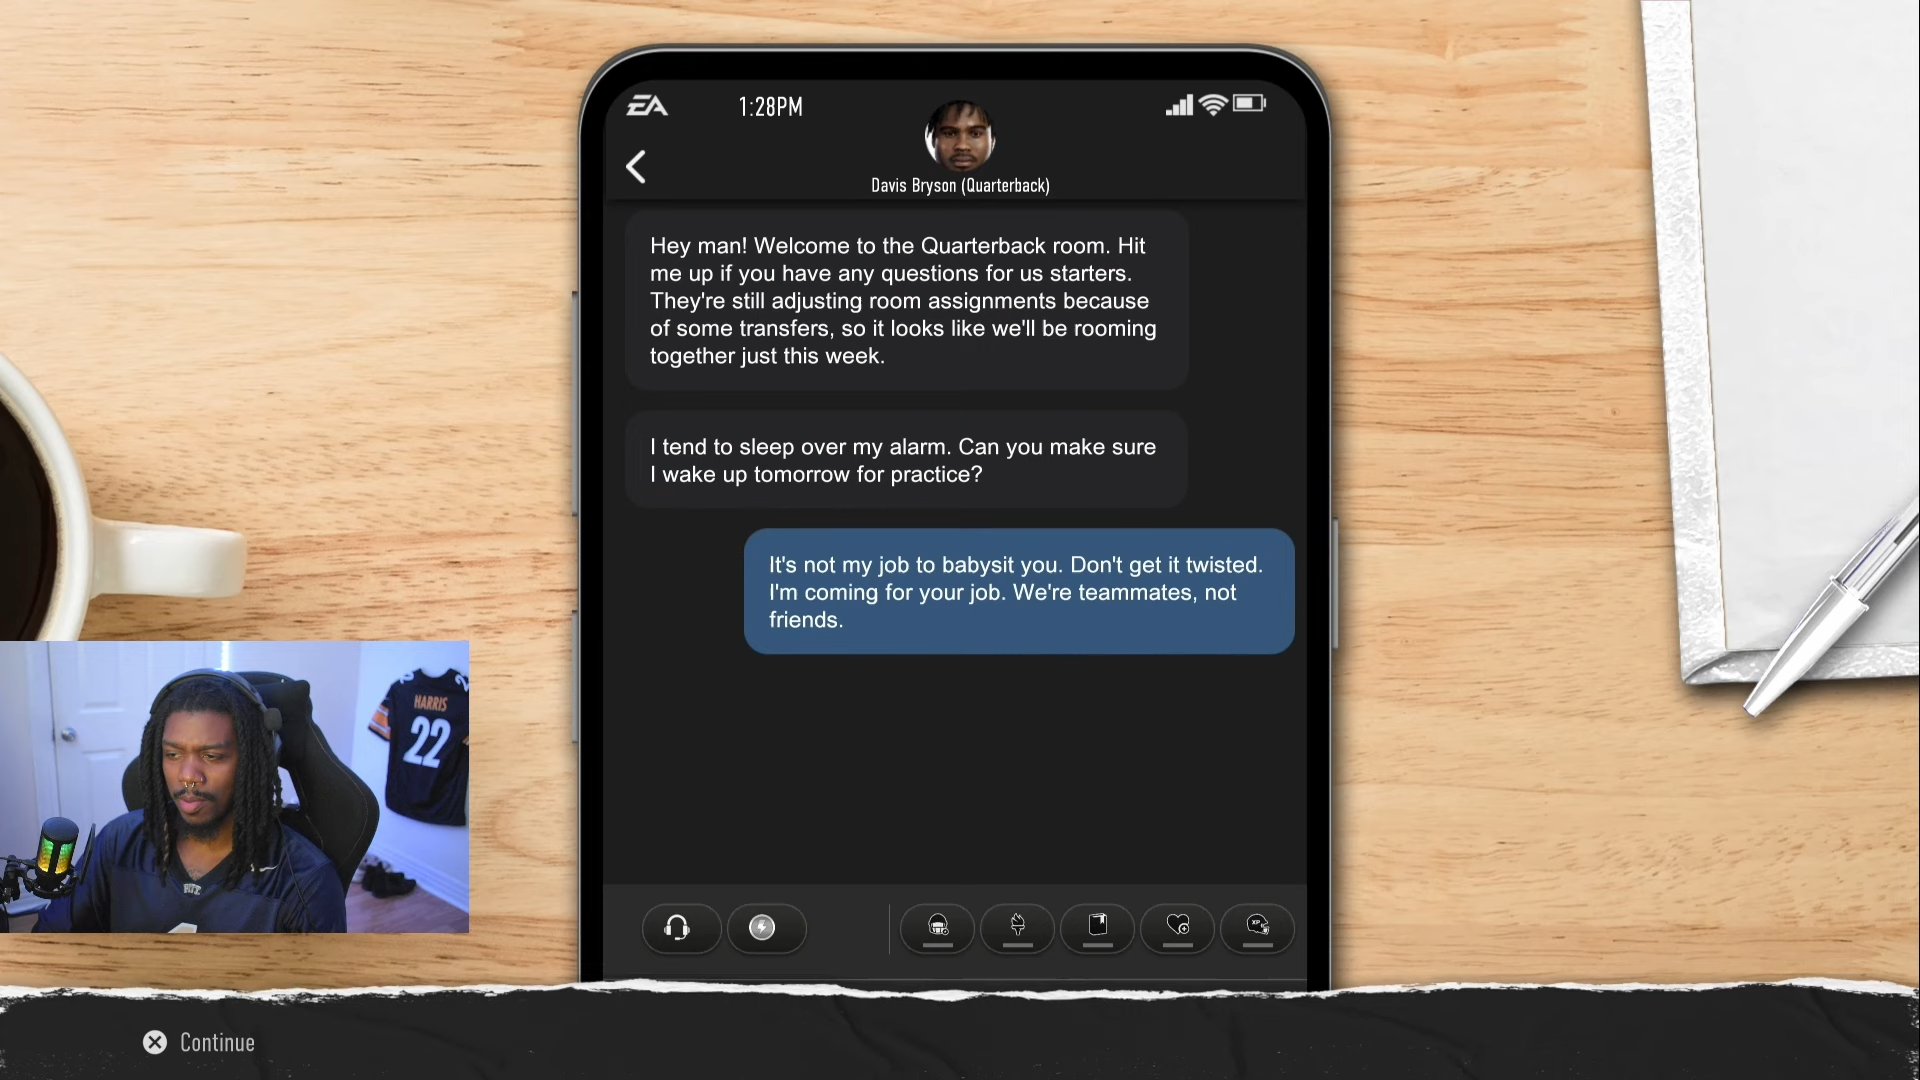 EA
1:28PM
Davis Bryson (Quarterback)
Hey man! Welcome to the Quarterback room. Hit
me up if you have any questions for us starters.
They're still adjusting room assignments because
of some transfers, so it looks like we'll be rooming
together just this week.
I tend to sleep over my alarm. Can you make sure
I wake up tomorrow for practice?
It's not my job to babysit you. Don't get it twisted.
I'm coming for your job. We're teammates, not
friends.
HARRIS
22
PITT
XP
Continue